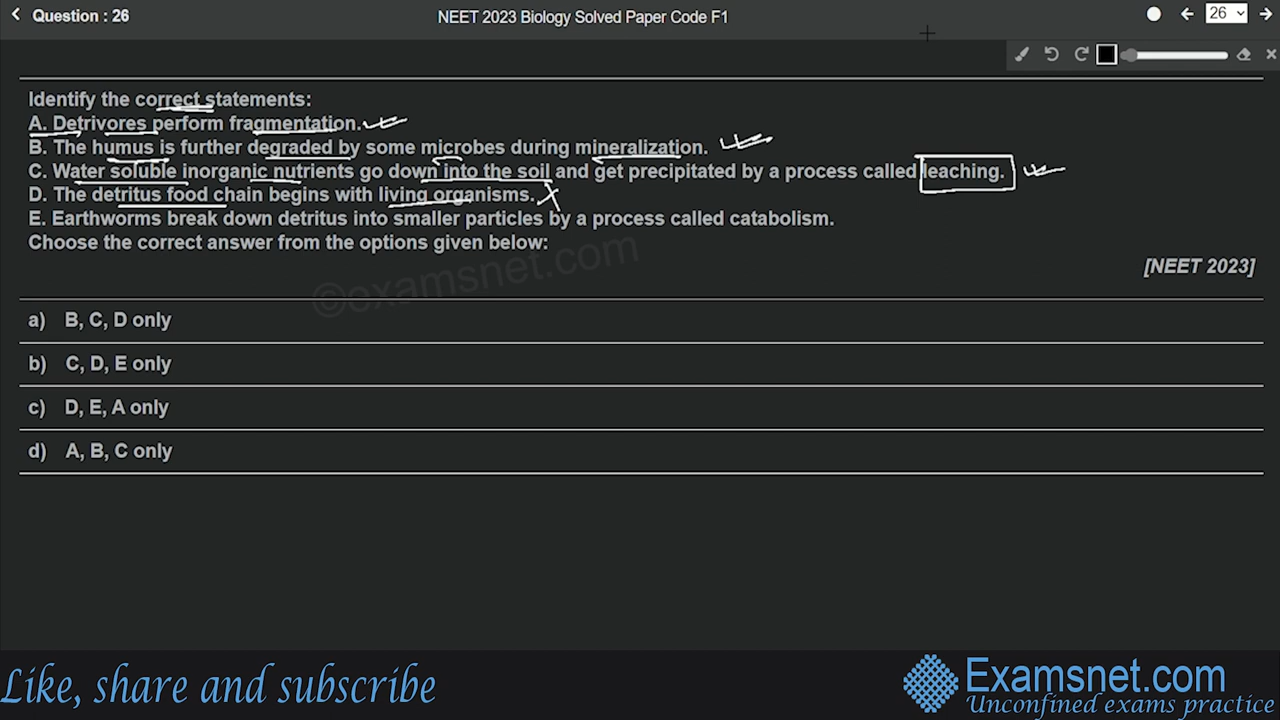 Question : 26
NEET 2023 Biology Solved Paper Code F1
26
Identify the correct statements:
A. Detrivores perform fragmentation.
B. The humus is further degraded by some microbes during mineralization.
C. Water soluble inorganic nutrients go down into the soil and get precipitated by a process called leaching.
D. The detritus food chain begins with living organisms.
E. Earthworms break down detritus into smaller particles by a process called catabolism.
Choose the correct answer from the options given below:
[NEET 2023]
©examsnet.com
a) B, C, D only
b) C, D, E only
c) D, E, A only
d) A, B, C only
Like, share and subscribe
Examsnet.com
Unconfined exams practice